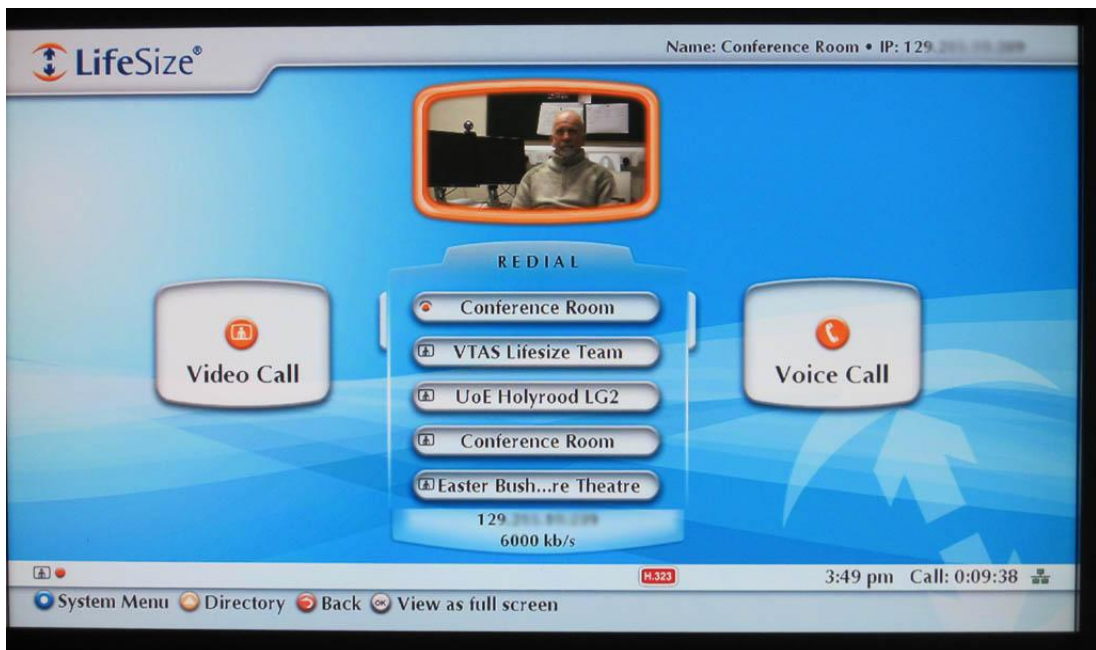 LifeSize®
Name: Conference Room • IP: 129
REDIAL
Conference Room
Video Call
VTAS Lifesize Team
Voice Call
UoE Holyrood LG2
Conference Room
Easter Bush...re Theatre
129
6000 kb/s
H.323
3:49 pm Call: 0:09:38
System Menu Directory Back OK View as full screen